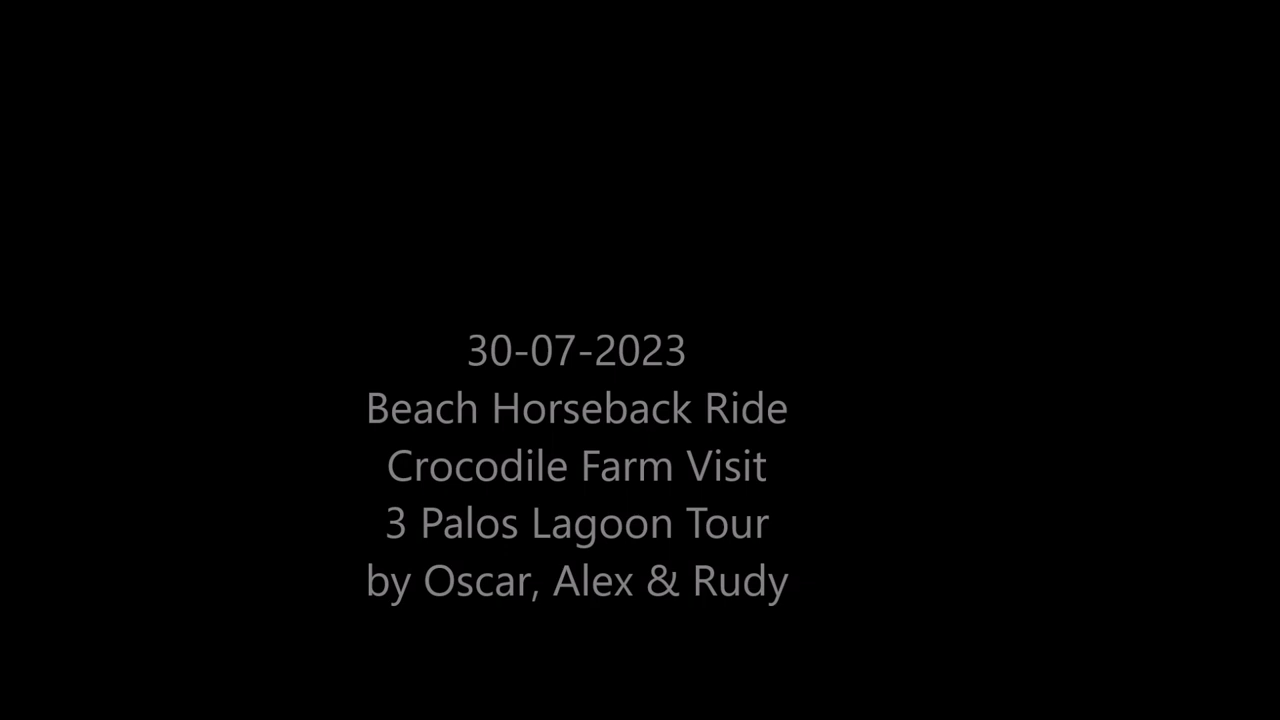 30-07-2023
Beach Horseback Ride
Crocodile Farm Visit
3 Palos Lagoon Tour
by Oscar, Alex & Rudy